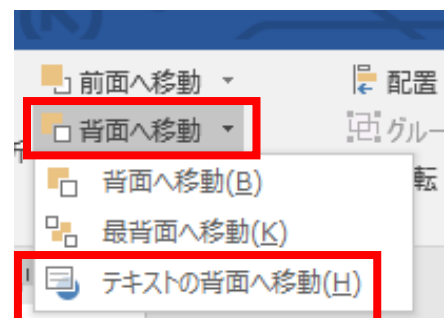 (K)
前面へ移動
配置
背面へ移動
グルー
転
背面へ移動(B)
最背面へ移動(K)
テキストの背面へ移動(H)